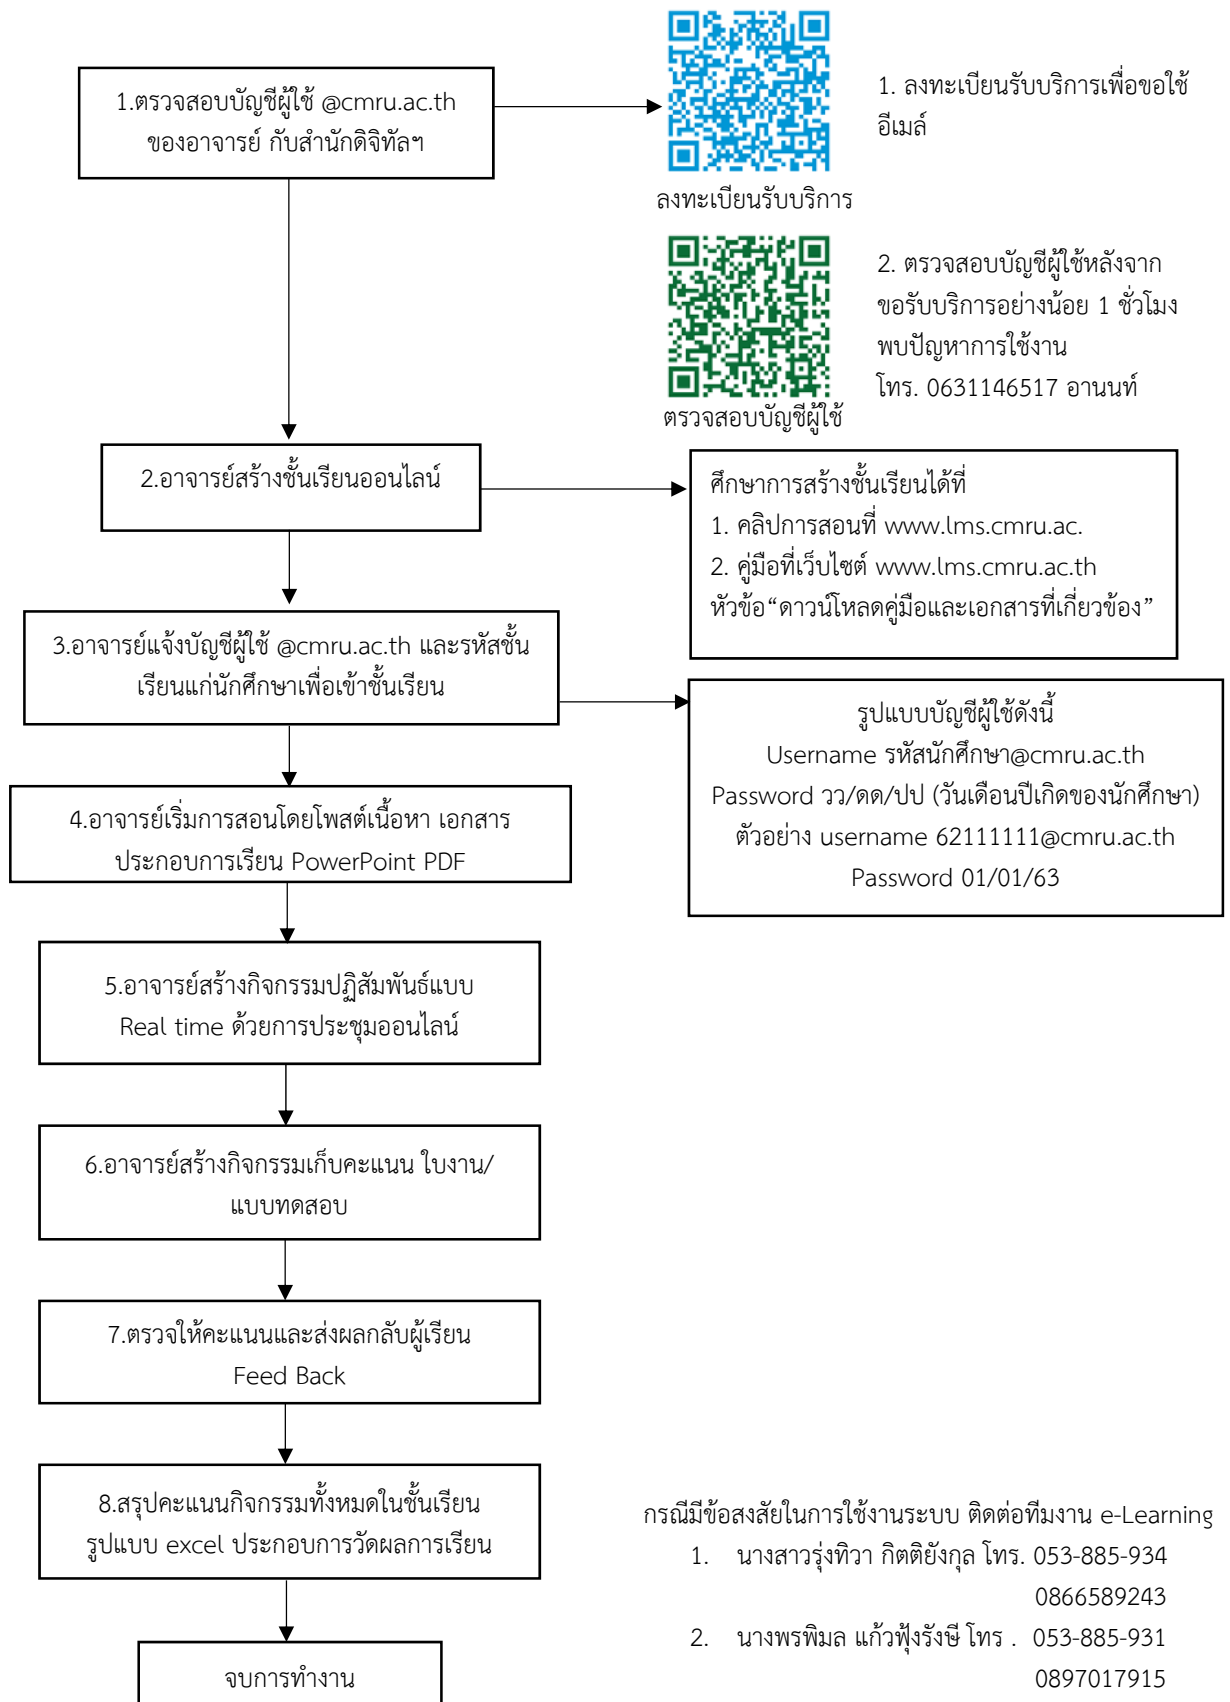 1.ตรวจสอบบัญชีผู้ใช้ @cmru.ac.th
ของอาจารย์ กับสำนักดิจิทัลฯ
ลงทะเบียนรับบริการ
1. ลงทะเบียนรับบริการเพื่อขอใช้
อีเมล์
ตรวจสอบบัญชีผู้ใช้
2. ตรวจสอบบัญชีผู้ใช้หลังจาก
ขอรับบริการอย่างน้อย 1 ชั่วโมง
พบปัญหาการใช้งาน
โทร. 0631146517 อานนท์
2.อาจารย์สร้างชั้นเรียนออนไลน์
ศึกษาการสร้างชั้นเรียนได้ที่
1. คลิปการสอนที่ www.lms.cmru.ac.
2. คู่มือที่เว็บไซต์ www.lms.cmru.ac.th
หัวข้อ“ดาวน์โหลดคู่มือและเอกสารที่เกี่ยวข้อง”
3.อาจารย์แจ้งบัญชีผู้ใช้ @cmru.ac.th และรหัสชั้น
เรียนแก่นักศึกษาเพื่อเข้าชั้นเรียน
รูปแบบบัญชีผู้ใช้ดังนี้
Username รหัสนักศึกษา@cmru.ac.th
Password วว/ดด/ปป (วันเดือนปีเกิดของนักศึกษา)
ตัวอย่าง username 62111111@cmru.ac.th
Password 01/01/63
4.อาจารย์เริ่มการสอนโดยโพสต์เนื้อหา เอกสาร
ประกอบการเรียน PowerPoint PDF
5.อาจารย์สร้างกิจกรรมปฏิสัมพันธ์แบบ
Real time ด้วยการประชุมออนไลน์
6.อาจารย์สร้างกิจกรรมเก็บคะแนน ใบงาน/
แบบทดสอบ
7.ตรวจให้คะแนนและส่งผลกลับผู้เรียน
Feed Back
8.สรุปคะแนนกิจกรรมทั้งหมดในชั้นเรียน
รูปแบบ excel ประกอบการวัดผลการเรียน
จบการทำงาน
กรณีมีข้อสงสัยในการใช้งานระบบ ติดต่อทีมงาน e-Learning
1. นางสาวรุ่งทิวา กิตติยังกุล โทร. 053-885-934
0866589243
2. นางพรพิมล แก้วฟุ้งรังษี โทร . 053-885-931
0897017915